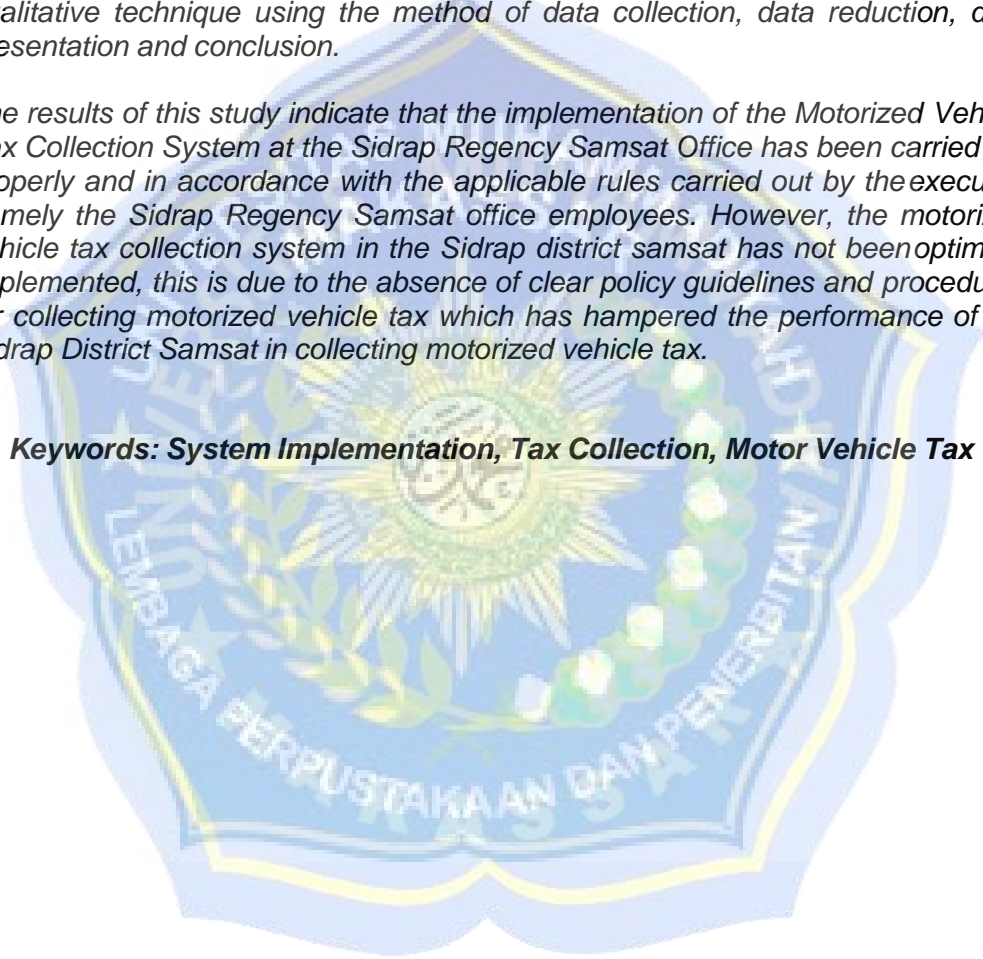 alitative technique using the method of data collection, data reduction, d
esentation and conclusion.
e results of this study indicate that the implementation of the Motorized Veh
x Collection System at the Sidrap Regency Samsat Office has been carried
operly and in accordance with the applicable rules carried out by the execu
mely the Sidrap Regency Samsat office employees. However, the motoriz
hicle tax collection system in the Sidrap district samsat has not been optim
plemented, this is due to the absence of clear policy guidelines and procedu
r collecting motorized vehicle tax which has hampered the performance of
drap District Samsat in collecting motorized vehicle tax.
Keywords: System Implementation, Tax Collection, Motor Vehicle Tax
LEMBAGA PERPUSTAKAAN DAN PENERBITAN